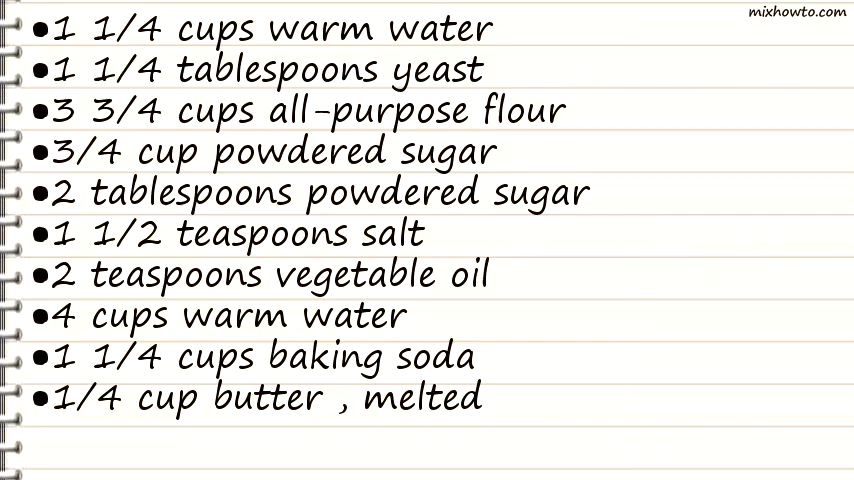 mixhowto.com
•1 1/4 cups warm water
•1 1/4 tablespoons yeast
•3 3/4 cups all-purpose flour
•3/4 cup powdered sugar
•2 tablespoons powdered sugar
•1 1/2 teaspoons salt
•2 teaspoons vegetable oil
•4 cups warm water
•1 1/4 cups baking soda
•1/4 cup butter , melted